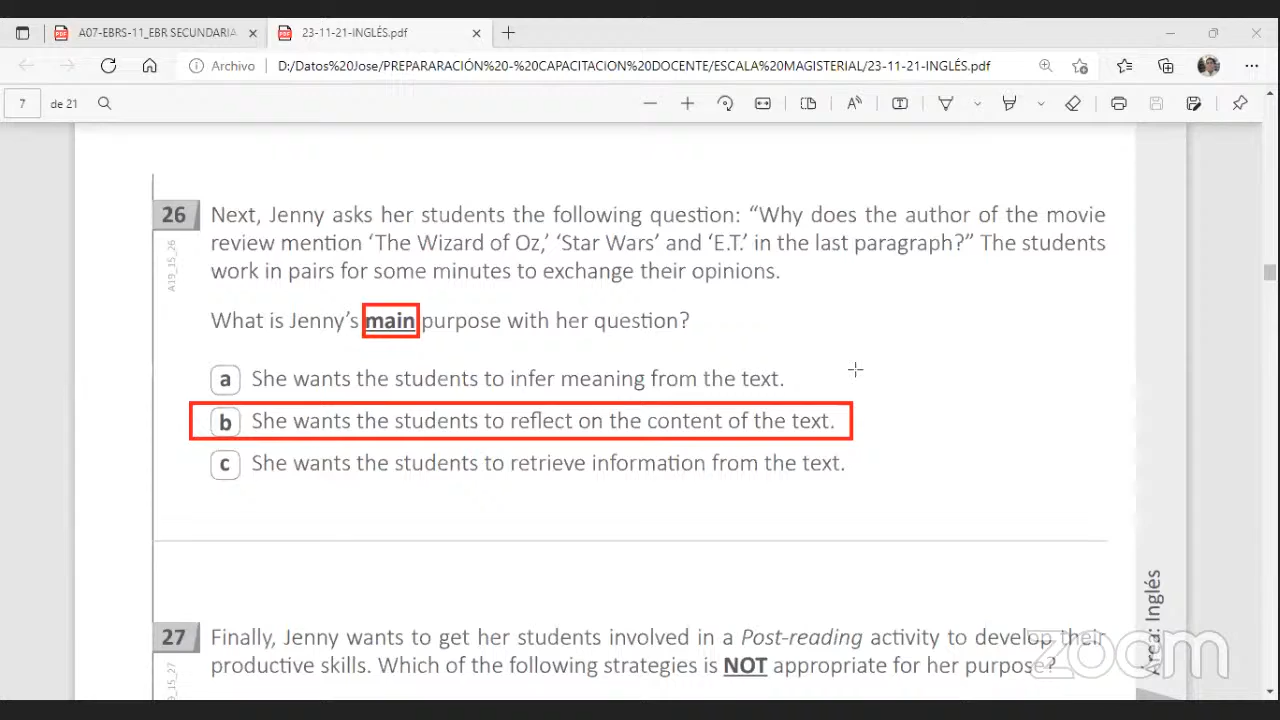 A07-EBRS-11_EBR SECUNDARIA
23-11-21-INGLÉS.pdf
Archivo
D:/Datos%20Jose/PREPARARACIÓN%20-%20CAPACITACION%20DOCENTE/ESCALA%20MAGISTERIAL/23-11-21-INGLÉS.pdf
7 de 21
26 Next, Jenny asks her students the following question: “Why does the author of the movie
review mention ‘The Wizard of Oz,’ ‘Star Wars’ and ‘E.T.’ in the last paragraph?” The students
work in pairs for some minutes to exchange their opinions.
A19_15_26
What is Jenny’s main purpose with her question?
a She wants the students to infer meaning from the text.
b She wants the students to reflect on the content of the text.
c She wants the students to retrieve information from the text.
27 Finally, Jenny wants to get her students involved in a Post-reading activity to develop their
productive skills. Which of the following strategies is NOT appropriate for her purpose?
Área: Inglés
zoom